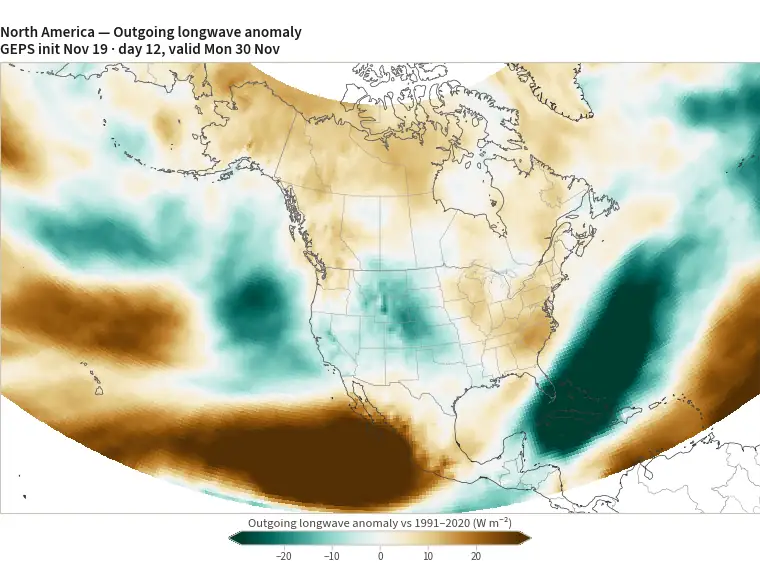 North America — Outgoing longwave anomaly
GEPS init Nov 19 · day 12, valid Mon 30 Nov
Outgoing longwave anomaly vs 1991–2020 (W m⁻²)
−20 −10 0 10 20